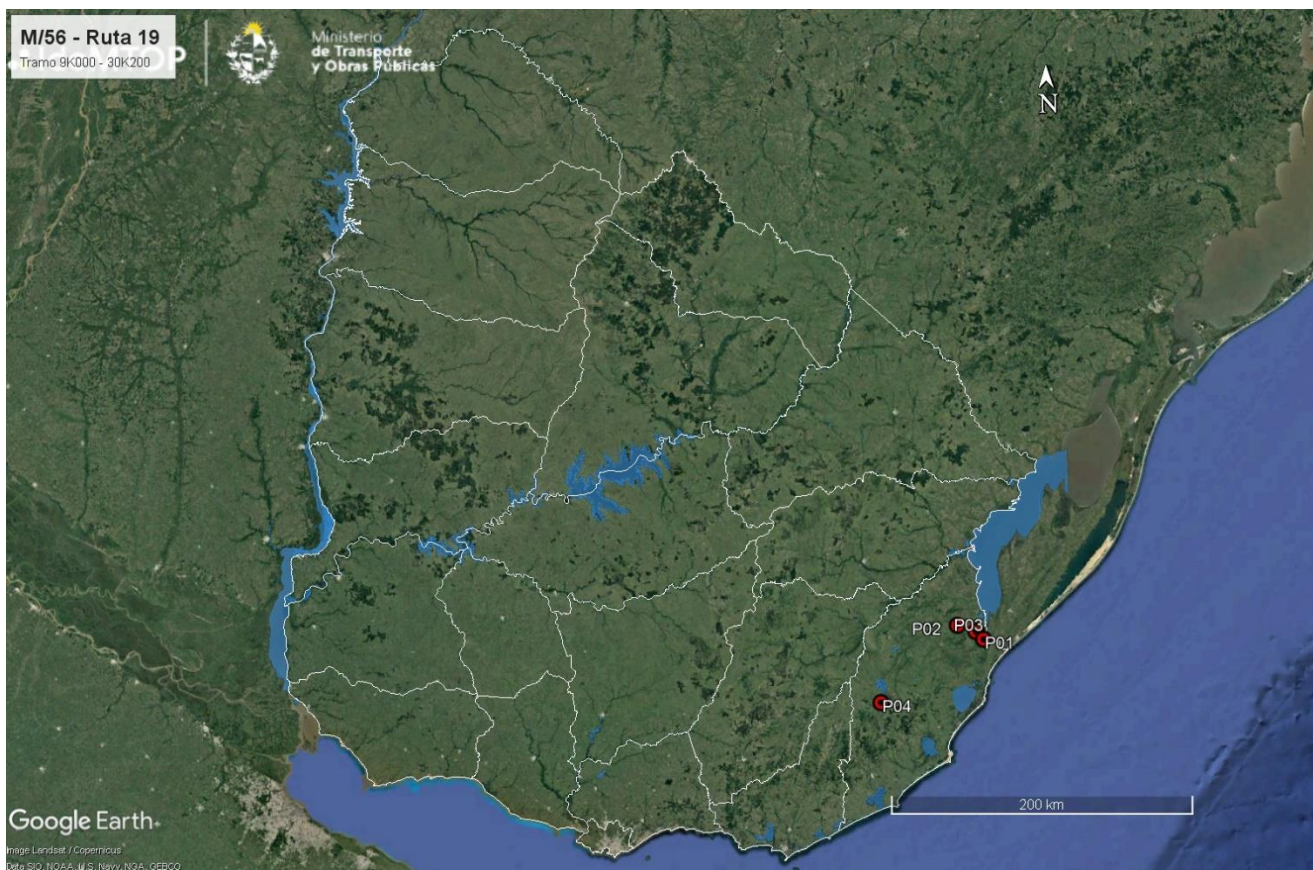 M/56 - Ruta 19
Tramo 9K000 - 30K200
Ministerio
de Transporte
y Obras Públicas
N
P02
P03
P01
P04
200 km
Google Earth
Image Landsat / Copernicus
Data SIO, NOAA, U.S. Navy, NGA, GEBCO